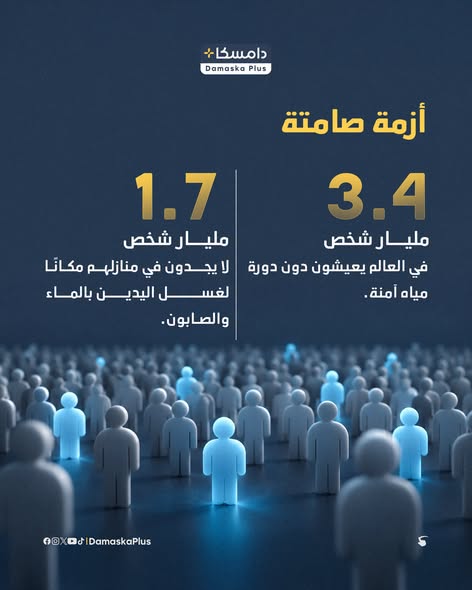 دامسكا+
Damaska Plus
أزمة صامتة
3.4
مليار شخص
في العالم يعيشون دون دورة
مياه آمنة.
1.7
مليار شخص
لا يجدون في منازلهم مكانًا
لغسل اليدين بالماء
والصابون.
DamaskaPlus